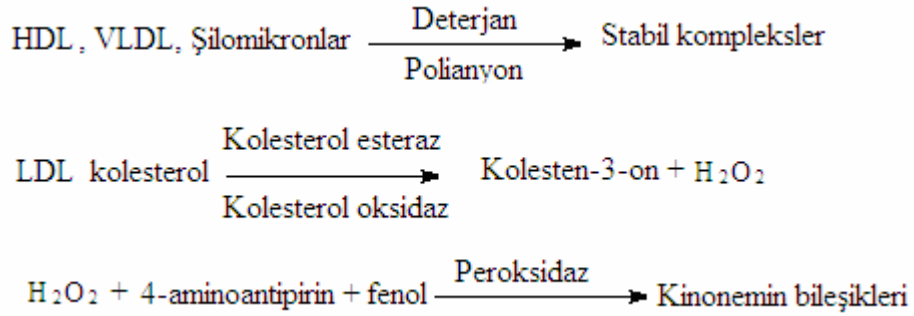 Deterjan
HDL, VLDL, Şilomikronlar Stabil kompleksler
Polianyon
Kolesterol esteraz
LDL kolesterol Kolesten-3-on + H₂O₂
Kolesterol oksidaz
Peroksidaz
H₂O₂ + 4-aminoantipirin + fenol Kinonemin bileşikleri